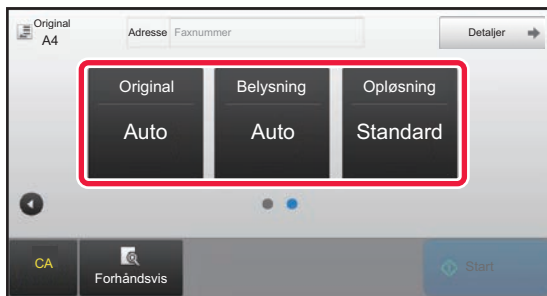 Original
A4
Adresse Faxnummer
Detaljer
Original Belysning Opløsning
Auto Auto Standard
CA
Forhåndsvis
Start